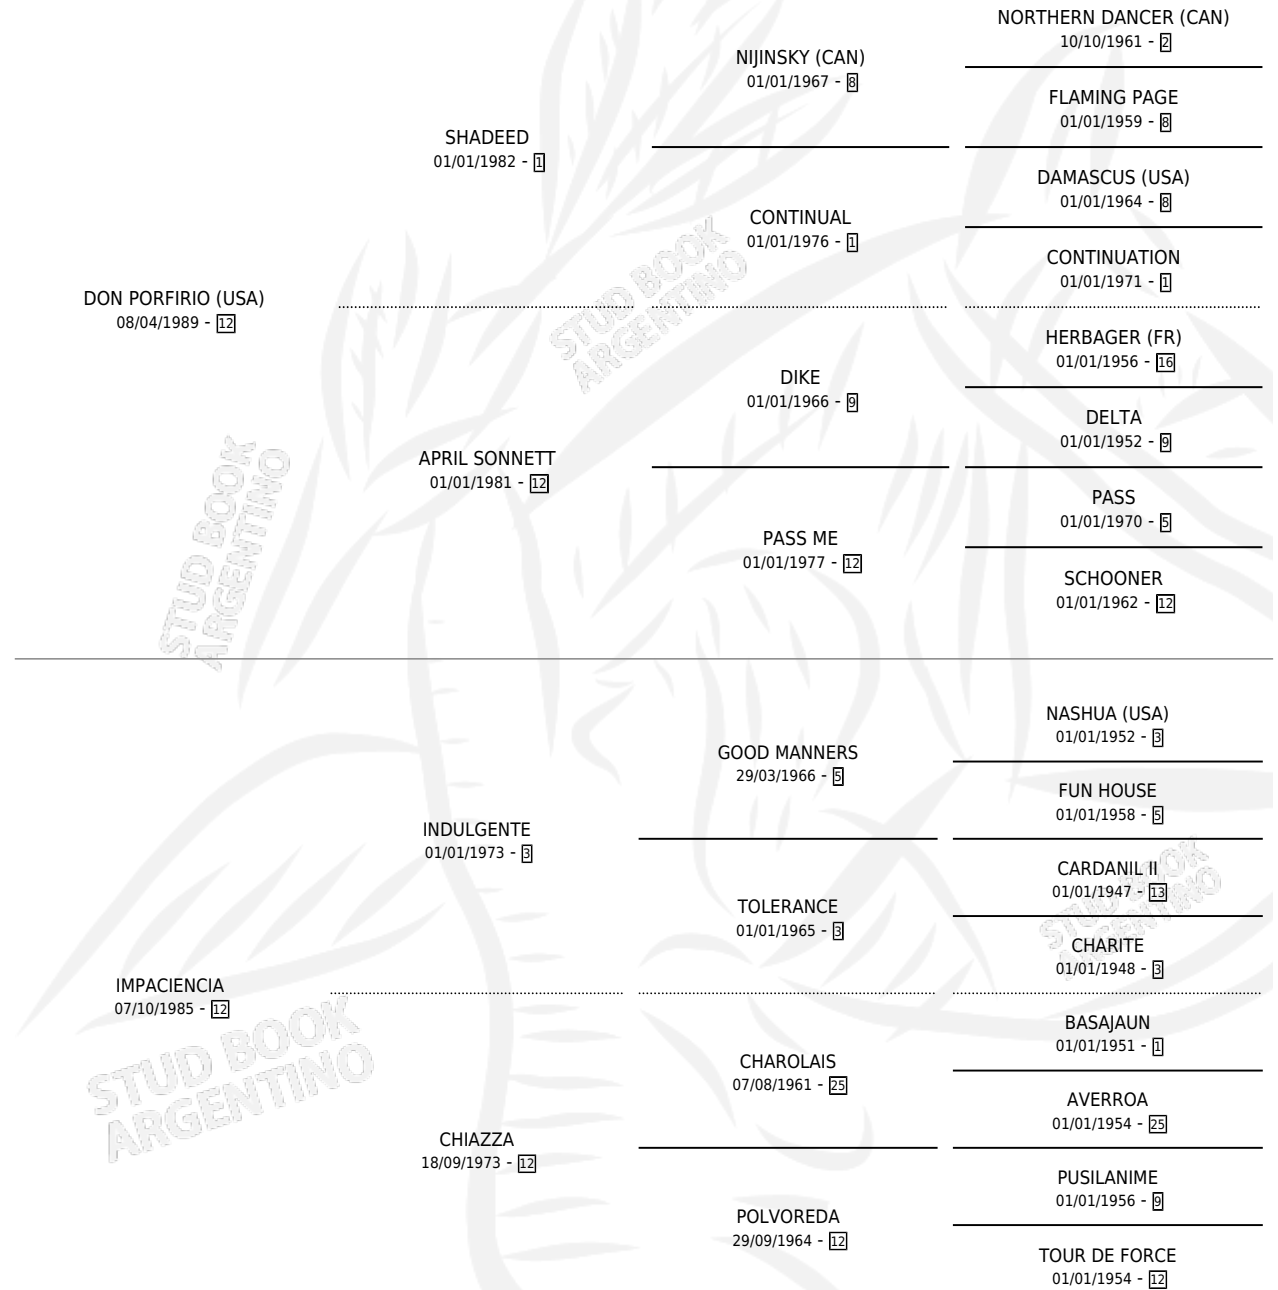 NORTHERN DANCER (CAN)
10/10/1961 - 2
NIJINSKY (CAN)
01/01/1967 - 8
FLAMING PAGE
01/01/1959 - 8
SHADEED
01/01/1982 - 1
DAMASCUS (USA)
01/01/1964 - 8
CONTINUAL
01/01/1976 - 1
CONTINUATION
01/01/1971 - 1
DON PORFIRIO (USA)
08/04/1989 - 12
HERBAGER (FR)
01/01/1956 - 16
DIKE
01/01/1966 - 9
DELTA
01/01/1952 - 9
APRIL SONNETT
01/01/1981 - 12
PASS
01/01/1970 - 5
PASS ME
01/01/1977 - 12
SCHOONER
01/01/1962 - 12
NASHUA (USA)
01/01/1952 - 3
GOOD MANNERS
29/03/1966 - 5
FUN HOUSE
01/01/1958 - 5
INDULGENTE
01/01/1973 - 3
CARDANIL II
01/01/1947 - 13
TOLERANCE
01/01/1965 - 3
CHARITE
01/01/1948 - 3
IMPACIENCIA
07/10/1985 - 12
BASAJAUN
01/01/1951 - 1
CHAROLAIS
07/08/1961 - 25
AVERROA
01/01/1954 - 25
CHIAZZA
18/09/1973 - 12
PUSILANIME
01/01/1956 - 9
POLVOREDA
29/09/1964 - 12
TOUR DE FORCE
01/01/1954 - 12
STUD BOOK
ARGENTINO
STUD BOOK
ARGENTINO
STUD BOOK
ARGENTINO
STUD BOOK
ARGENTINO